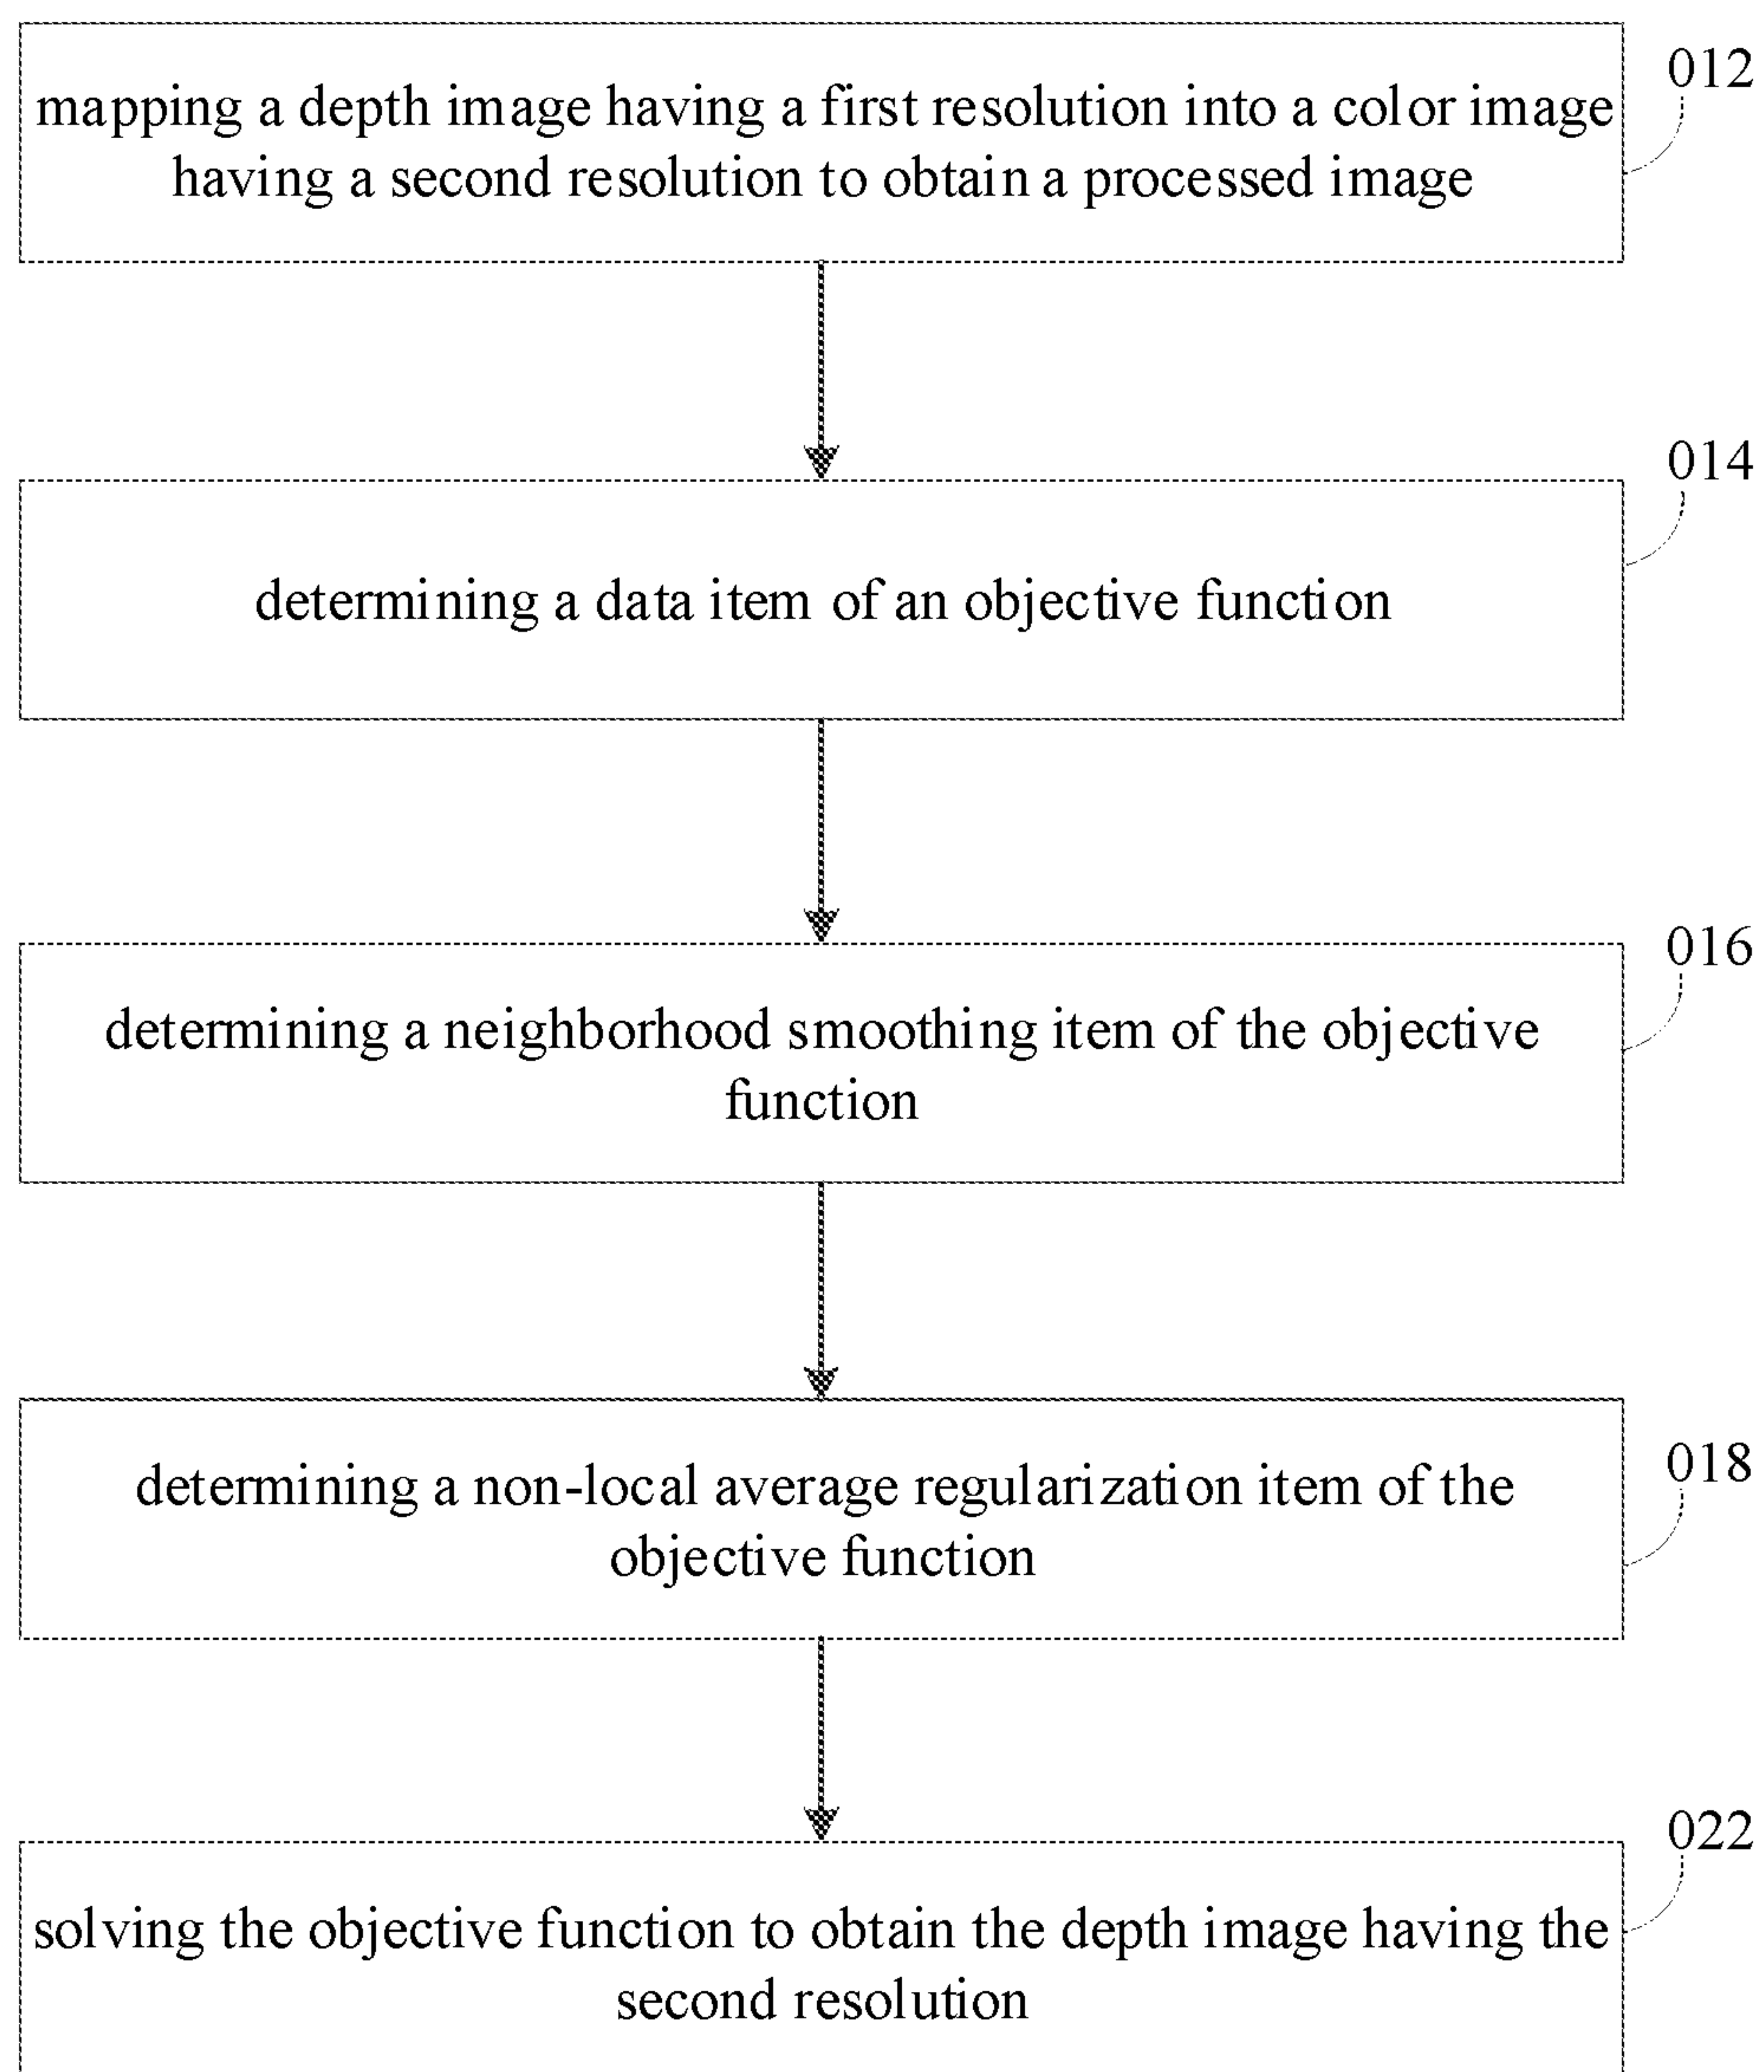 012
mapping a depth image having a first resolution into a color image
having a second resolution to obtain a processed image
014
determining a data item of an objective function
016
determining a neighborhood smoothing item of the objective
function
018
determining a non-local average regularization item of the
objective function
022
solving the objective function to obtain the depth image having the
second resolution